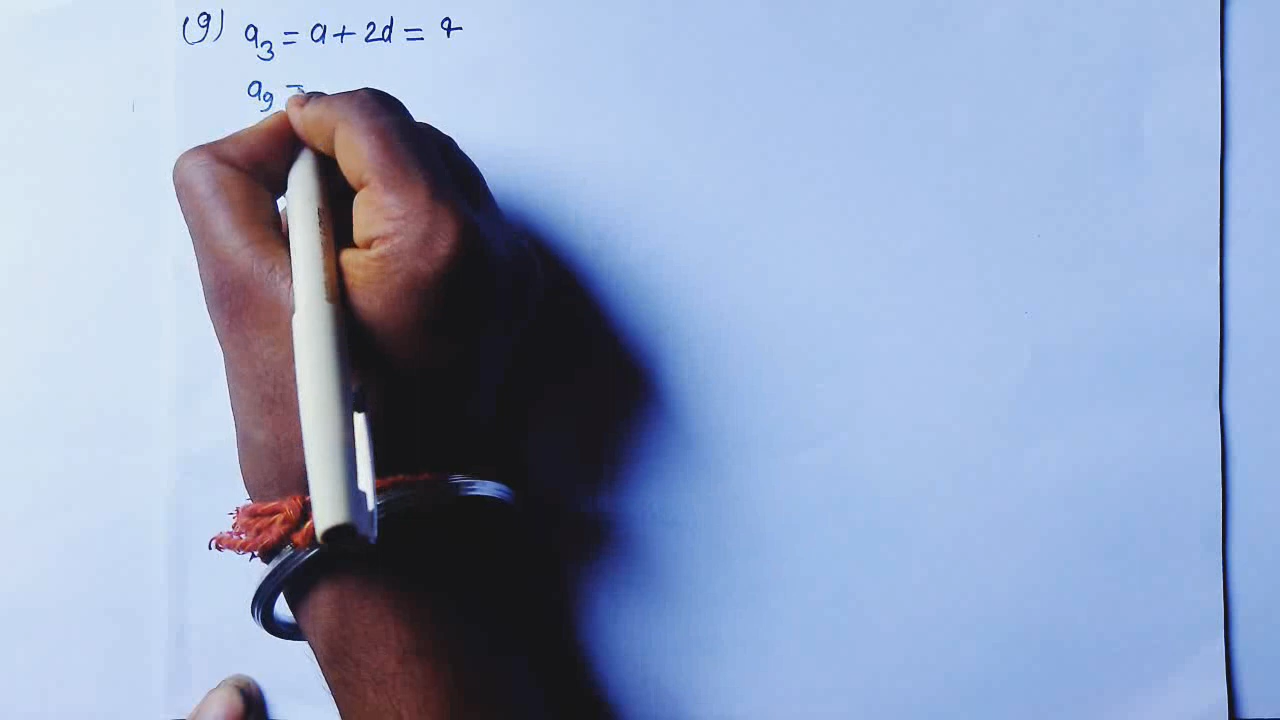 (9) a₃ = a + 2d = 4
a₉ =